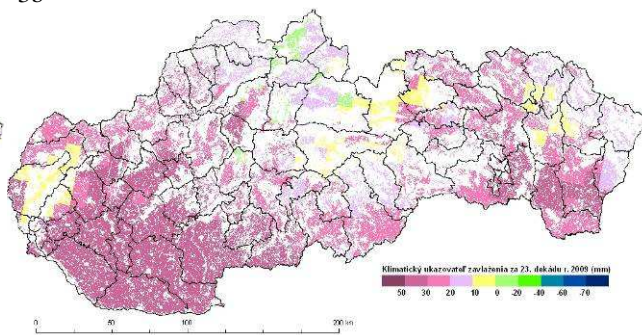 Klimatický ukazovateľ zavlaženia za 23. dekádu r. 2009 (mm)
50 30 20 10 0 -20 -40 -60 -70
0 50 100 200 km